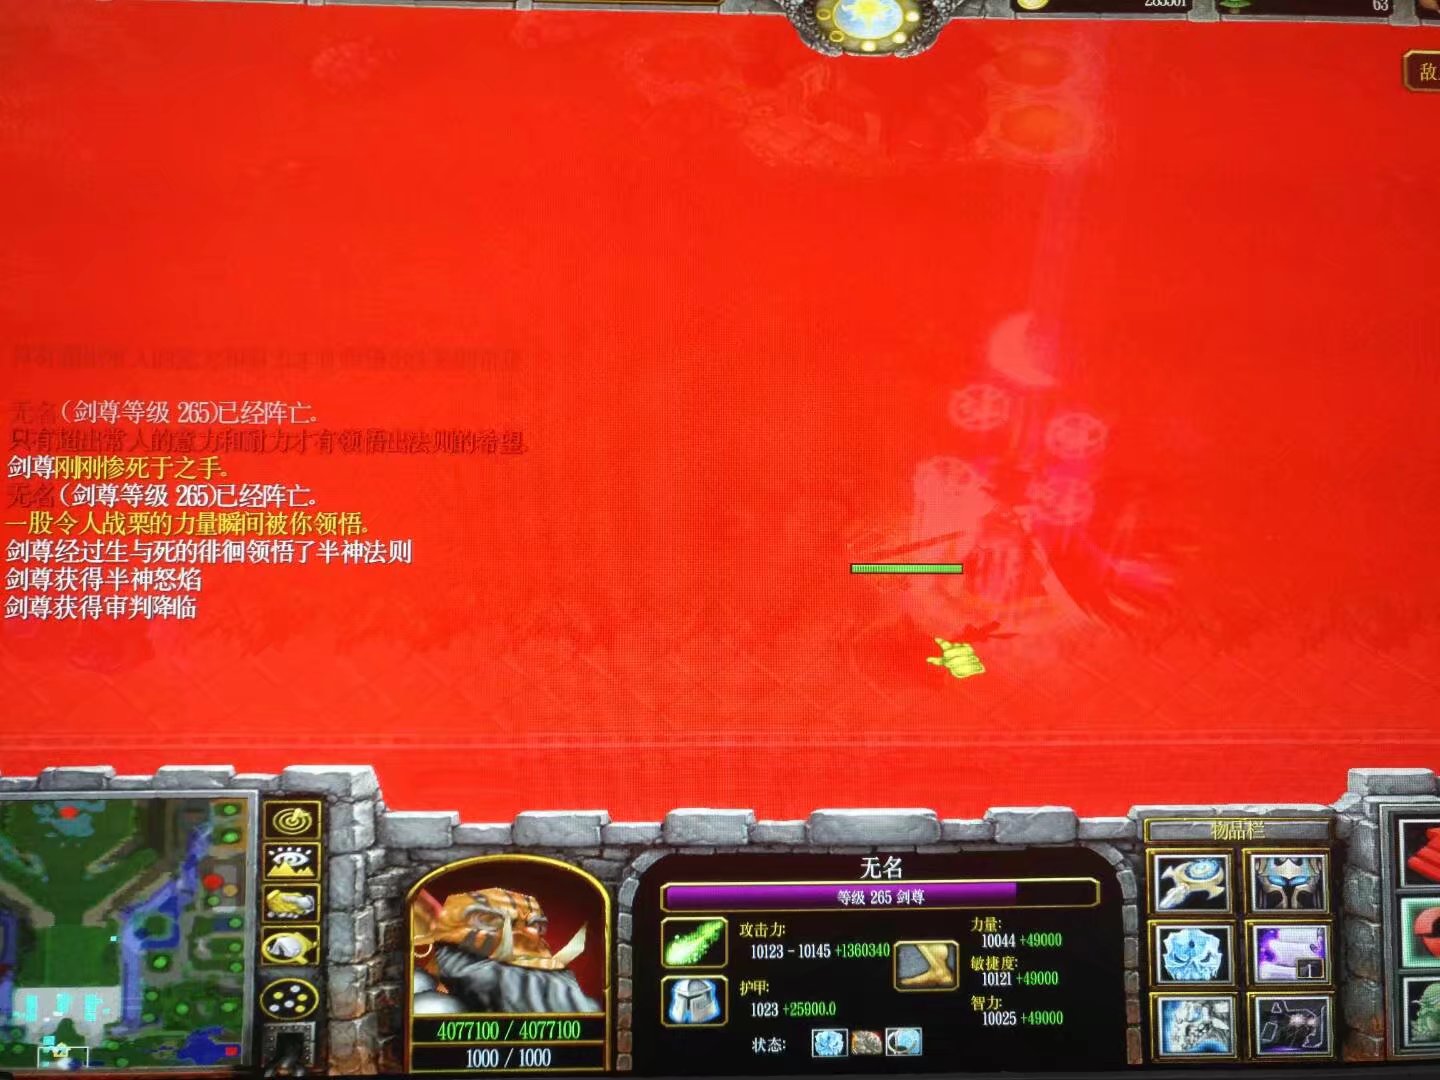 63
敌
无名(剑尊等级 265)已经阵亡。
只有超出常人的意力和耐力才有领悟出法则的希望。
剑尊刚刚惨死于之手。
无名(剑尊等级 265)已经阵亡。
一股令人战栗的力量瞬间被你领悟。
剑尊经过生与死的徘徊领悟了半神法则
剑尊获得半神怒焰
剑尊获得审判降临
物品栏
无名
等级 265 剑尊
攻击力:
10123 - 10145 +1360340
护甲:
1023 +25900.0
力量:
10044 +49000
敏捷度:
10121 +49000
智力:
10025 +49000
状态:
4077100 / 4077100
1000 / 1000
1